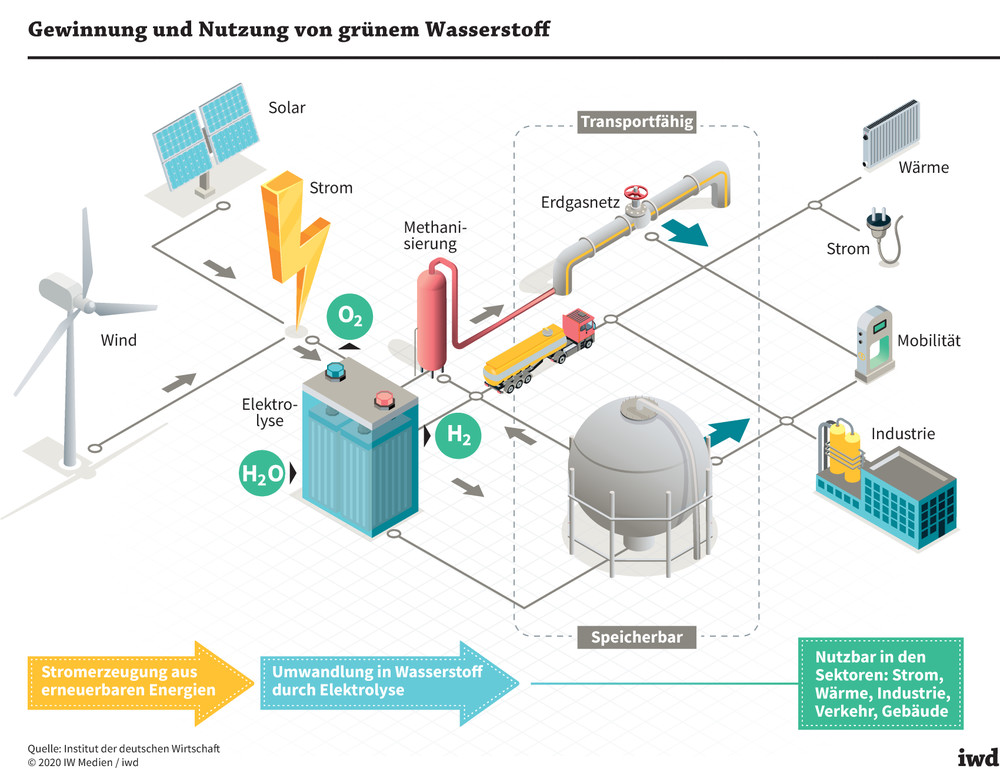 Gewinnung und Nutzung von grünem Wasserstoff
Solar
Transportfähig
Wärme
Strom
Erdgasnetz
Methani-
sierung
Strom
O2
Wind
Mobilität
Elektro-
lyse
H2
H2O
Industrie
Speicherbar
Stromerzeugung aus
erneuerbaren Energien
Umwandlung in Wasserstoff
durch Elektrolyse
Nutzbar in den
Sektoren: Strom,
Wärme, Industrie,
Verkehr, Gebäude
Quelle: Institut der deutschen Wirtschaft
© 2020 IW Medien / iwd
iwd